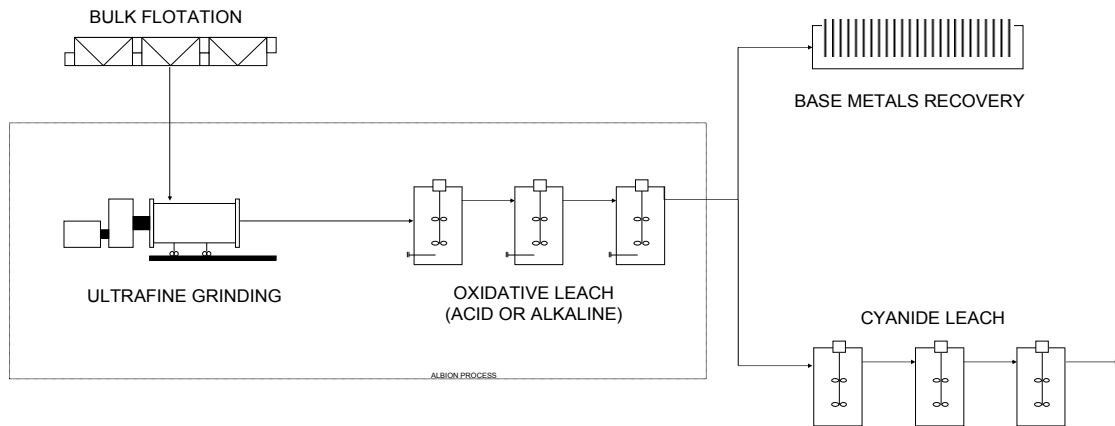 BULK FLOTATION
BASE METALS RECOVERY
ULTRAFINE GRINDING
OXIDATIVE LEACH
(ACID OR ALKALINE)
CYANIDE LEACH
ALBION PROCESS